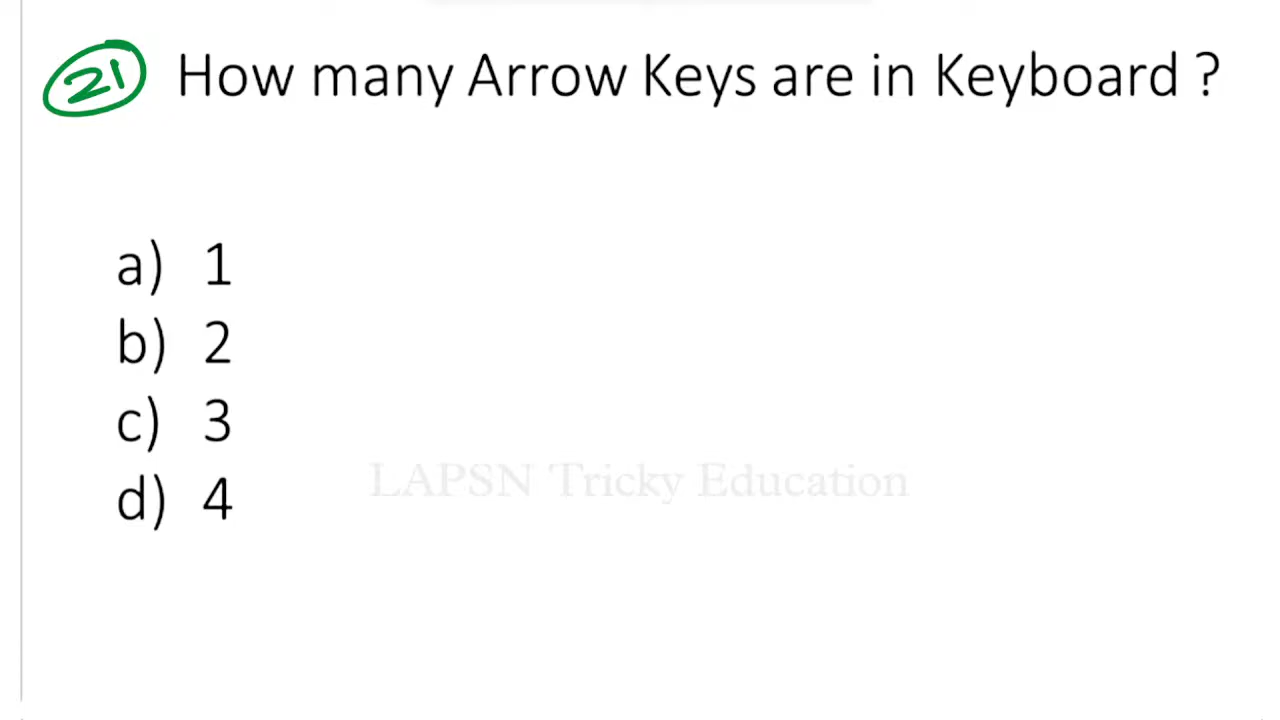 21 How many Arrow Keys are in Keyboard ?
a) 1
b) 2
c) 3
d) 4
LAPSN Tricky Education